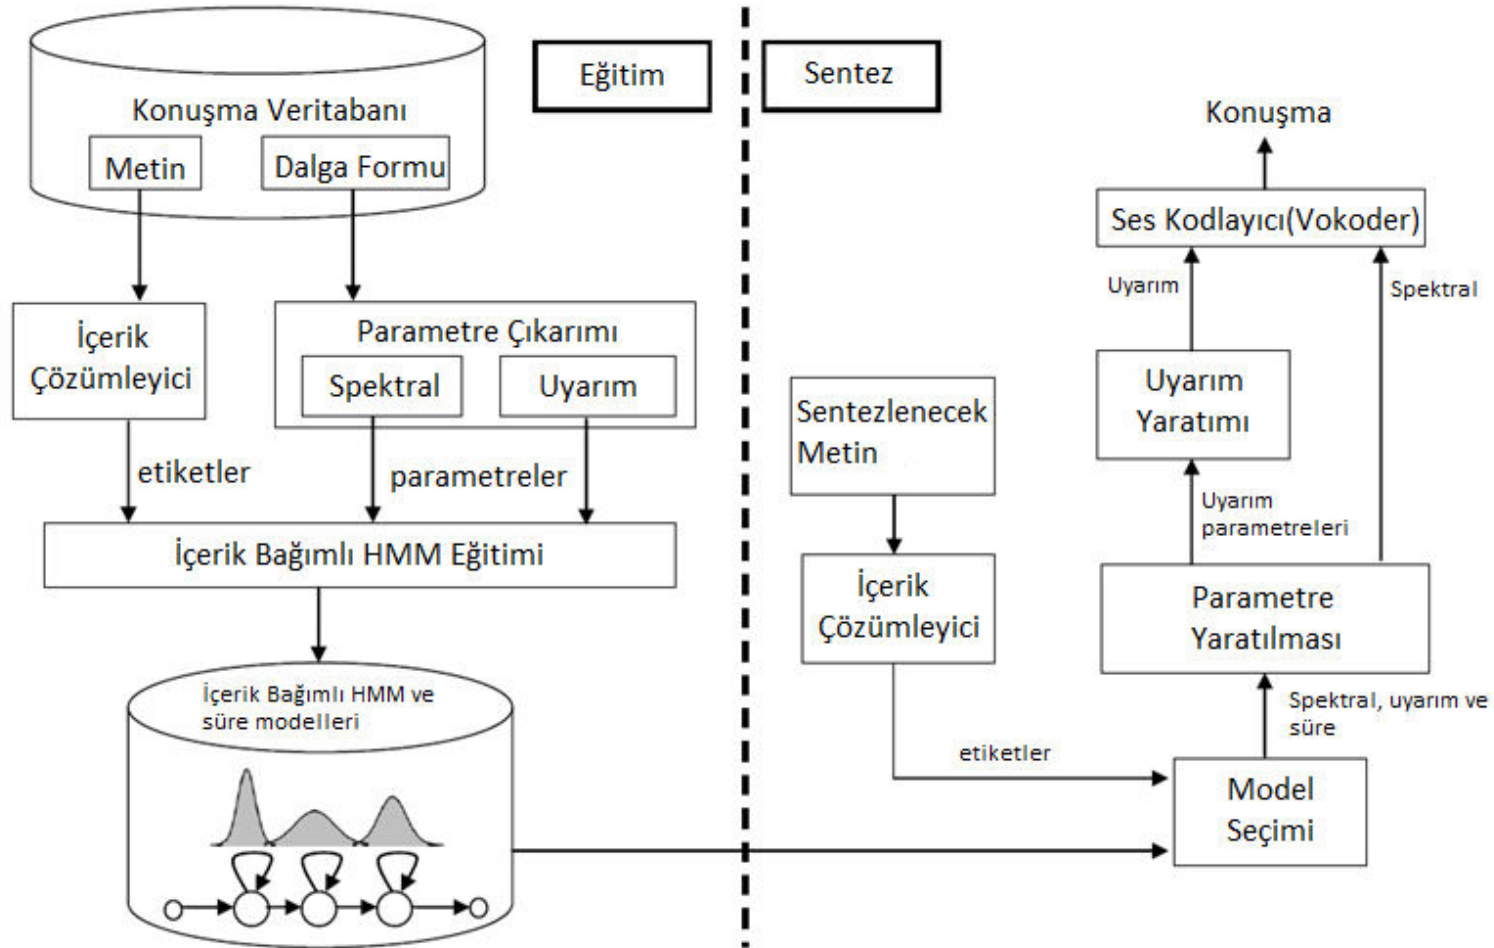 Eğitim
Sentez
Konuşma Veritabanı
Metin
Dalga Formu
İçerik
Çözümleyici
Parametre Çıkarımı
Spektral
Uyarım
etiketler
parametreler
İçerik Bağımlı HMM Eğitimi
İçerik Bağımlı HMM ve
süre modelleri
Konuşma
Ses Kodlayıcı(Vokoder)
Uyarım
Spektral
Uyarım
Yaratımı
Uyarım
parametreleri
Sentezlenecek
Metin
İçerik
Çözümleyici
Parametre
Yaratılması
Spektral, uyarım ve
süre
etiketler
Model
Seçimi